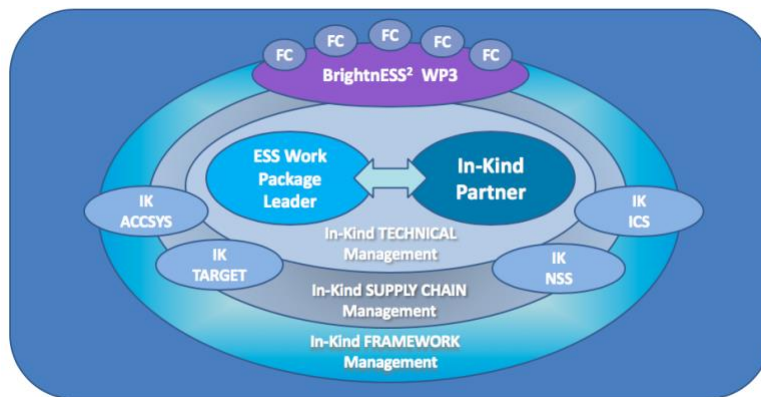 FC FC FC FC FC
BrightnESS² WP3
ESS Work
Package
Leader
In-Kind
Partner
IK
ACCSYS
IK
ICS
In-Kind TECHNICAL
Management
IK
TARGET
IK
NSS
In-Kind SUPPLY CHAIN
Management
In-Kind FRAMEWORK
Management